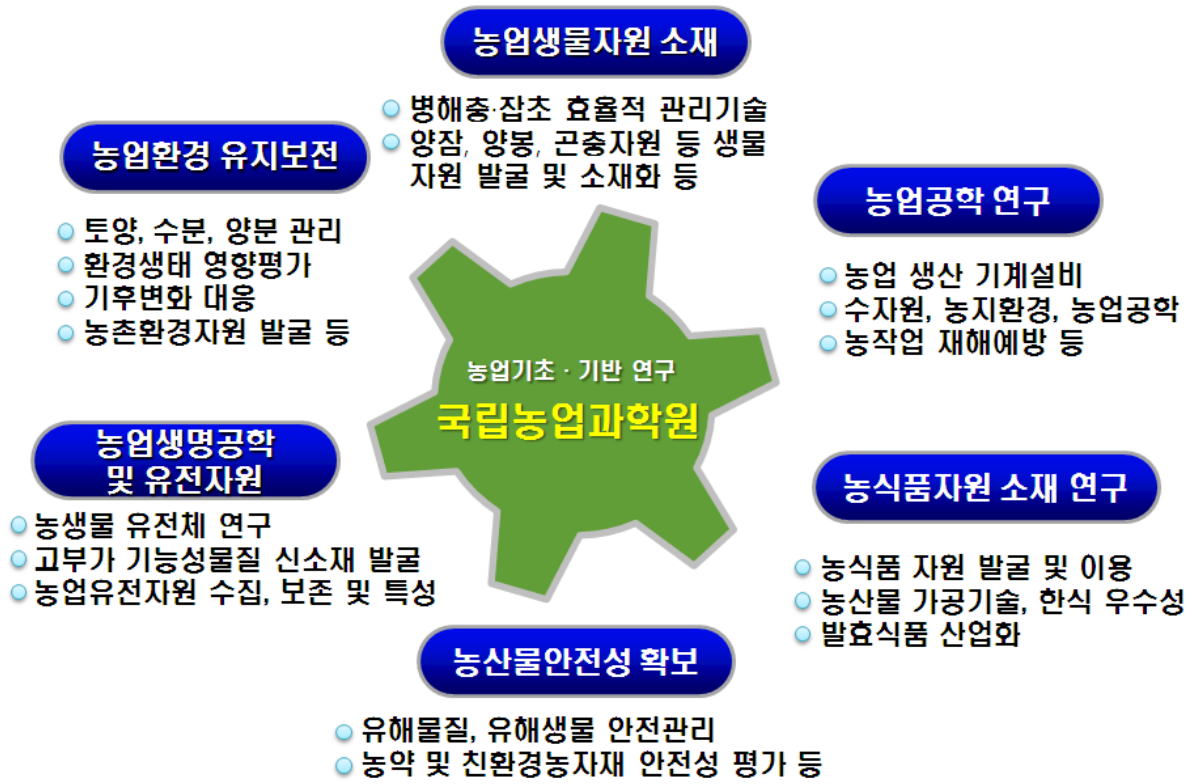 농업생물자원 소재
병해충·잡초 효율적 관리기술
양잠, 양봉, 곤충자원 등 생물
자원 발굴 및 소재화 등
농업환경 유지보전
토양, 수분, 양분 관리
환경생태 영향평가
기후변화 대응
농촌환경자원 발굴 등
농업공학 연구
농업 생산 기계설비
수자원, 농지환경, 농업공학
농작업 재해예방 등
농업기초 · 기반 연구
국립농업과학원
농업생명공학
및 유전자원
농생물 유전체 연구
고부가 기능성물질 신소재 발굴
농업유전자원 수집, 보존 및 특성
농식품자원 소재 연구
농식품 자원 발굴 및 이용
농산물 가공기술, 한식 우수성
발효식품 산업화
농산물안전성 확보
유해물질, 유해생물 안전관리
농약 및 친환경농자재 안전성 평가 등